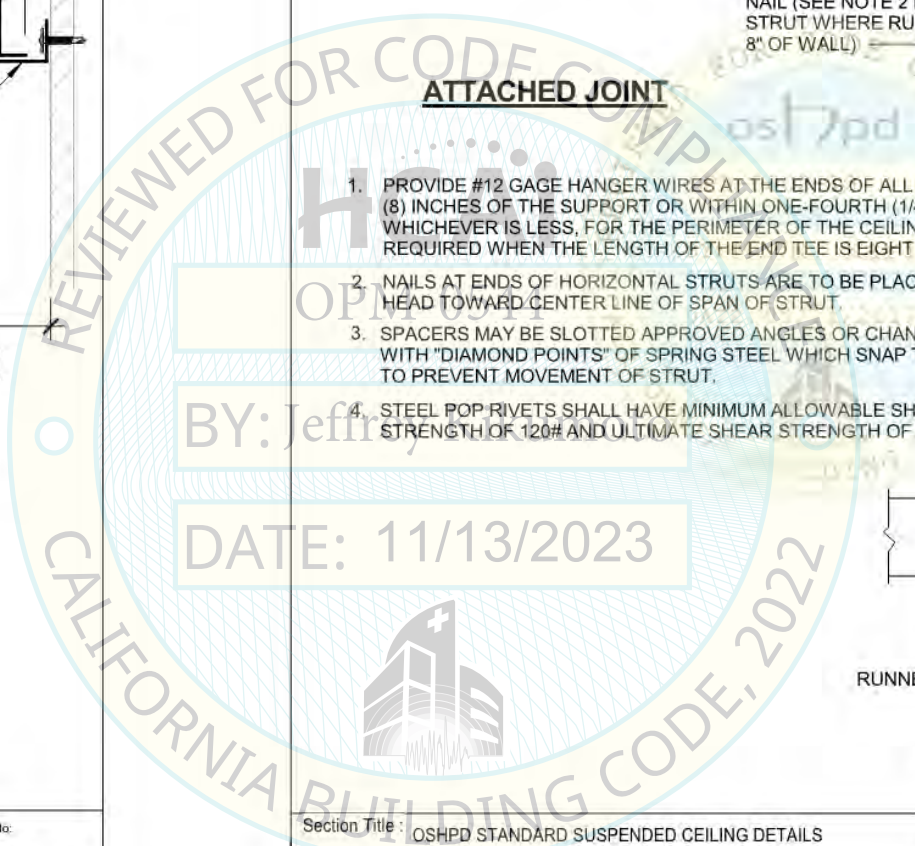 NAIL (SEE NOTE 2
STRUT WHERE RU
8" OF WALL)
ATTACHED JOINT
1. PROVIDE #12 GAGE HANGER WIRES AT THE ENDS OF ALL
(8) INCHES OF THE SUPPORT OR WITHIN ONE-FOURTH (1/4
WHICHEVER IS LESS, FOR THE PERIMETER OF THE CEILIN
REQUIRED WHEN THE LENGTH OF THE END TEE IS EIGHT
2. NAILS AT ENDS OF HORIZONTAL STRUTS ARE TO BE PLAC
HEAD TOWARD CENTER LINE OF SPAN OF STRUT.
3. SPACERS MAY BE SLOTTED APPROVED ANGLES OR CHAN
WITH "DIAMOND POINTS" OF SPRING STEEL WHICH SNAP T
TO PREVENT MOVEMENT OF STRUT.
4. STEEL POP RIVETS SHALL HAVE MINIMUM ALLOWABLE SH
STRENGTH OF 120# AND ULTIMATE SHEAR STRENGTH OF
REVIEWED FOR CODE COMPLIANCE
HCAi
OPM-0544
BY: Jeffrey
DATE: 11/13/2023
CALIFORNIA BUILDING CODE, 2022
oshpd
RUNNE
Section Title :
OSHPD STANDARD SUSPENDED CEILING DETAILS